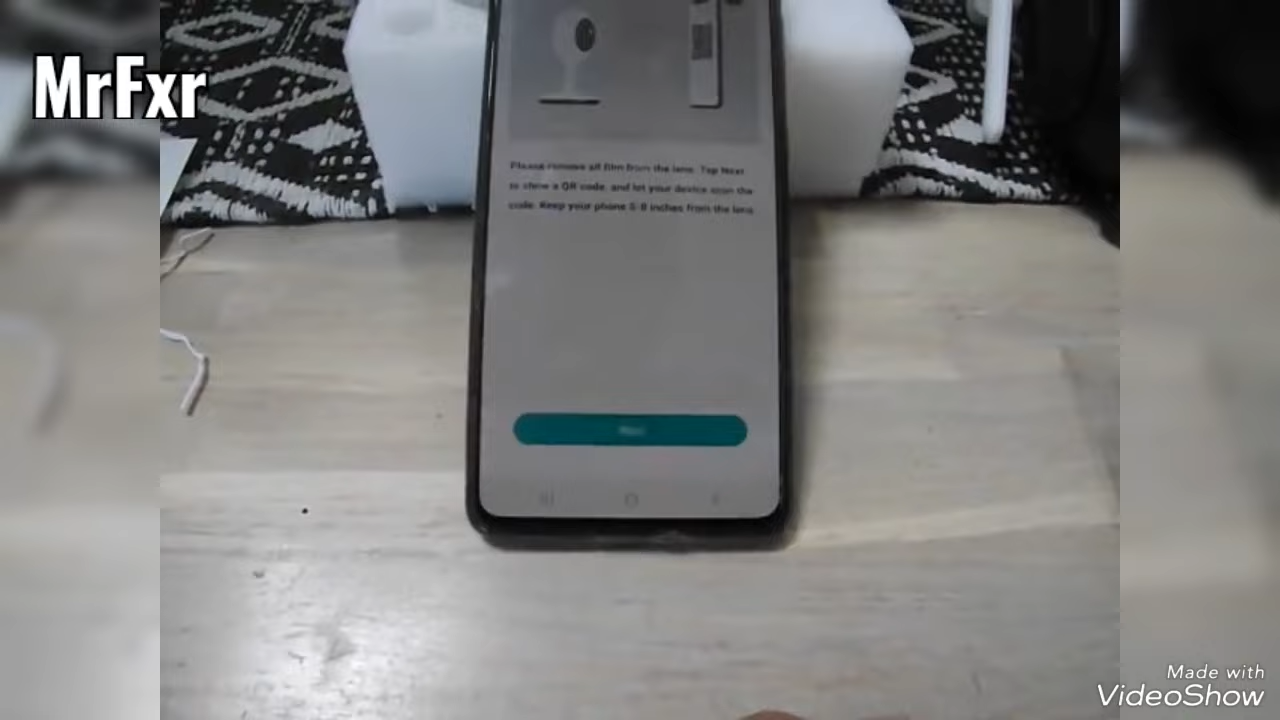 MrFxr
Please remove all film from the lens. Tap Next
to show a QR code, and let your device scan the
code. Keep your phone 5-8 inches from the lens
Next
Made with
VideoShow